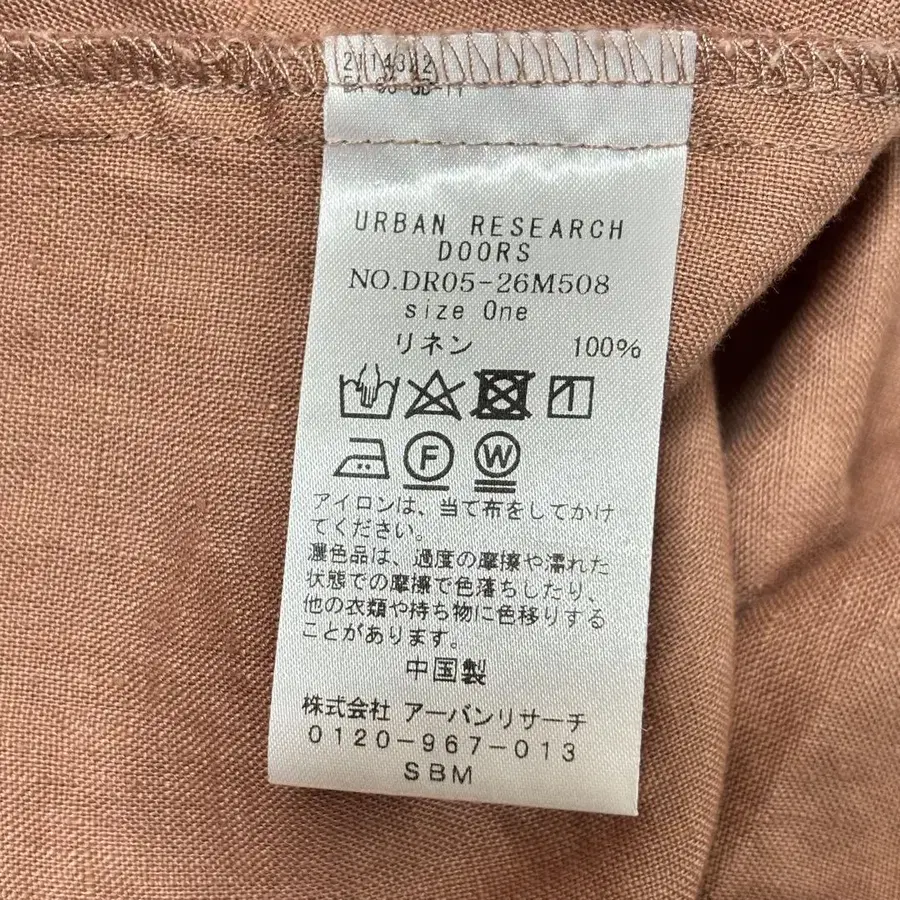 URBAN RESEARCH
DOORS
NO.DR05-26M508
size One
リネン 100%
F W
アイロンは、当て布をしてかけ
てください。
濃色品は、過度の摩擦や濡れた
状態での摩擦で色落ちしたり、
他の衣類や持ち物に色移りする
ことがあります。
中国製
株式会社 アーバンリサーチ
0120-967-013
SBM